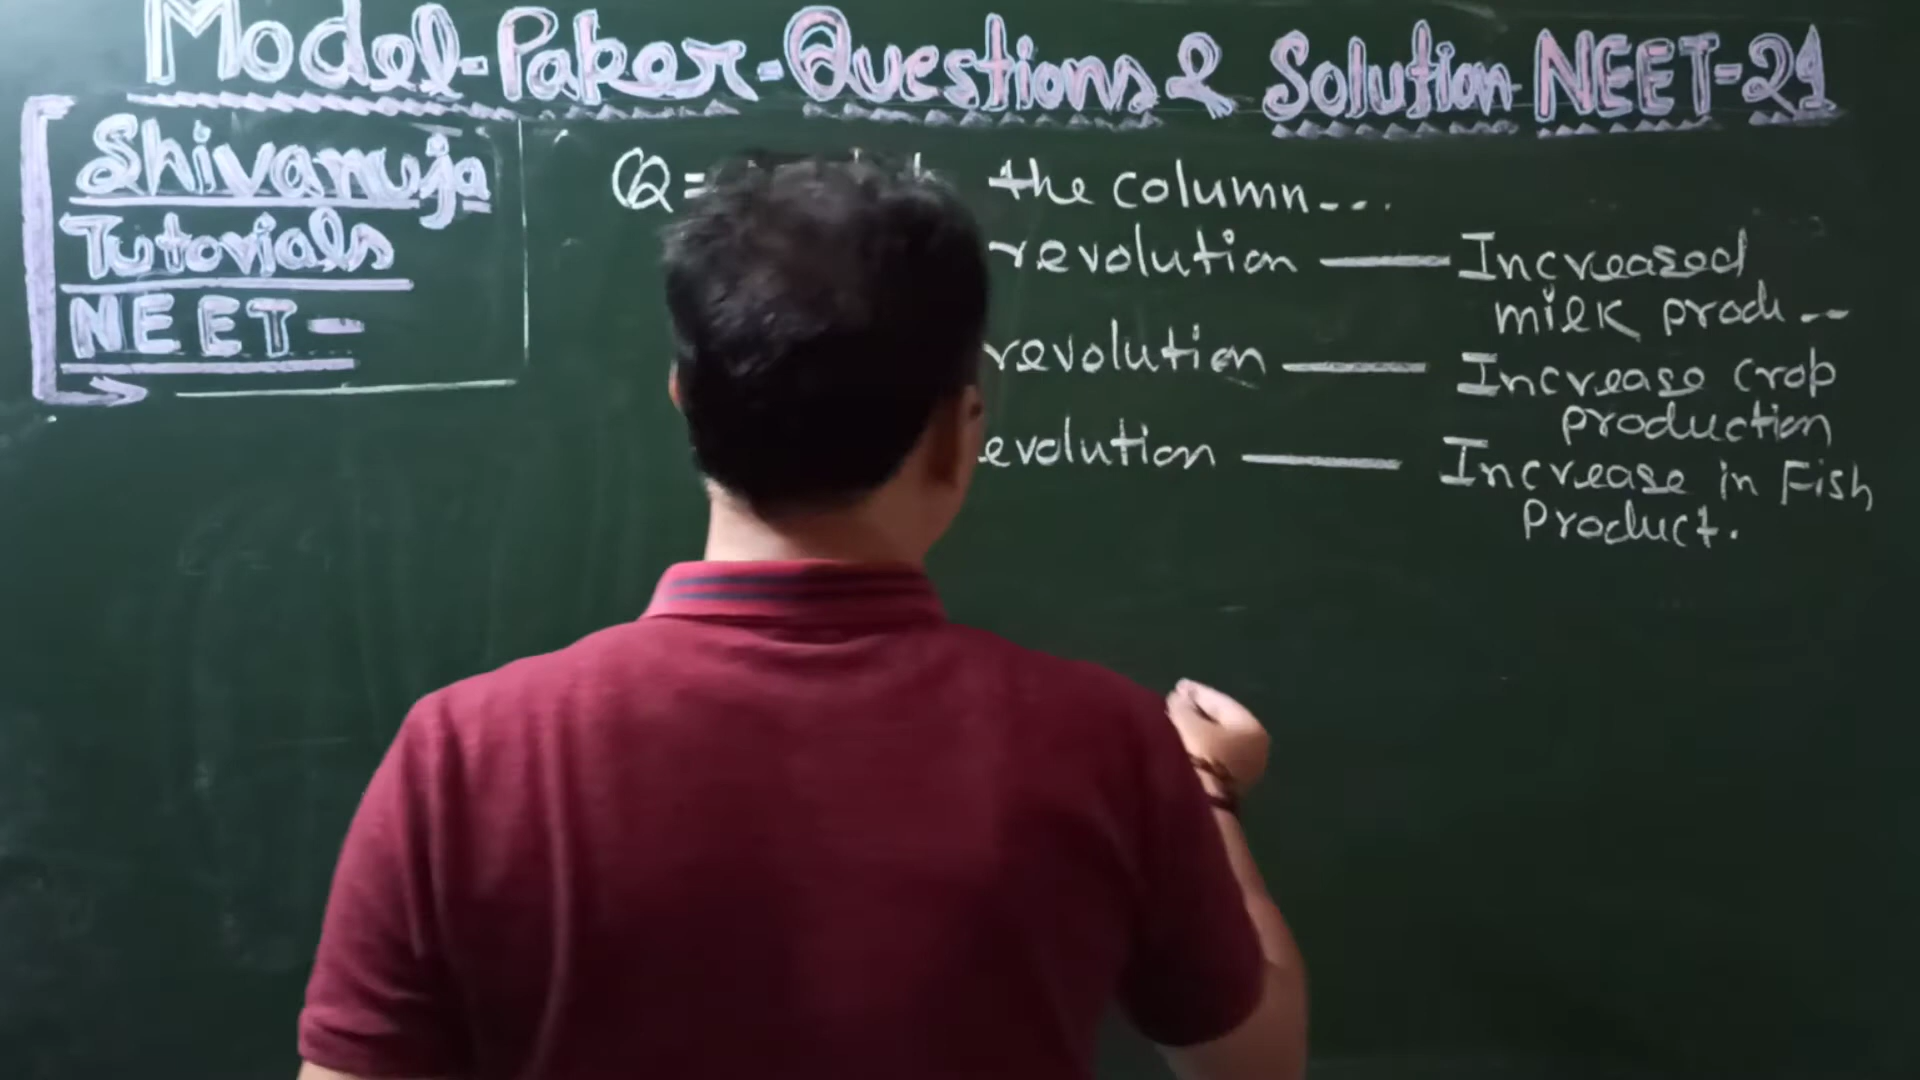 Model-Paker-Questions & Solution NEET-21
Shivanuja
Tutorials
NEET-
Q= the column...
revolution — Increased
milk produ--
revolution — Increase crop
production
evolution — Increase in Fish
Product.